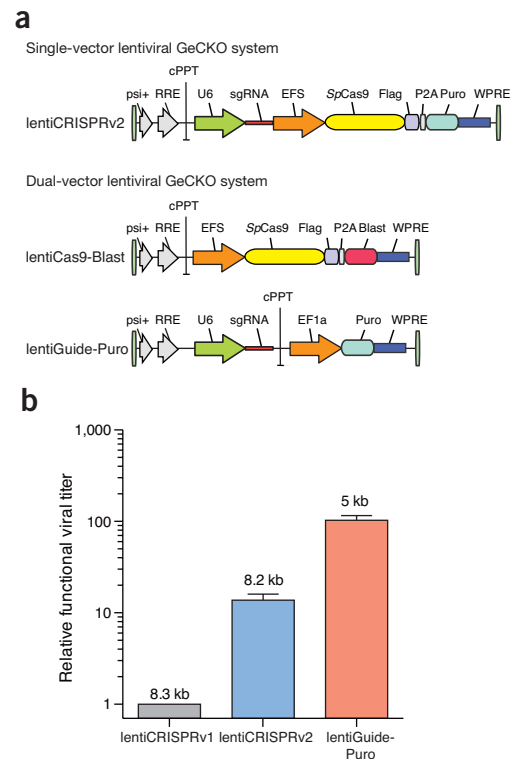 a
Single-vector lentiviral GeCKO system
cPPT
psi+ RRE U6 sgRNA EFS SpCas9 Flag P2A Puro WPRE
lentiCRISPRv2
Dual-vector lentiviral GeCKO system
cPPT
psi+ RRE EFS SpCas9 Flag P2A Blast WPRE
lentiCas9-Blast
cPPT
psi+ RRE U6 sgRNA EF1a Puro WPRE
lentiGuide-Puro
b
Relative functional viral titer
1,000
100
10
1
8.3 kb
8.2 kb
5 kb
lentiCRISPRv1 lentiCRISPRv2 lentiGuide-
Puro